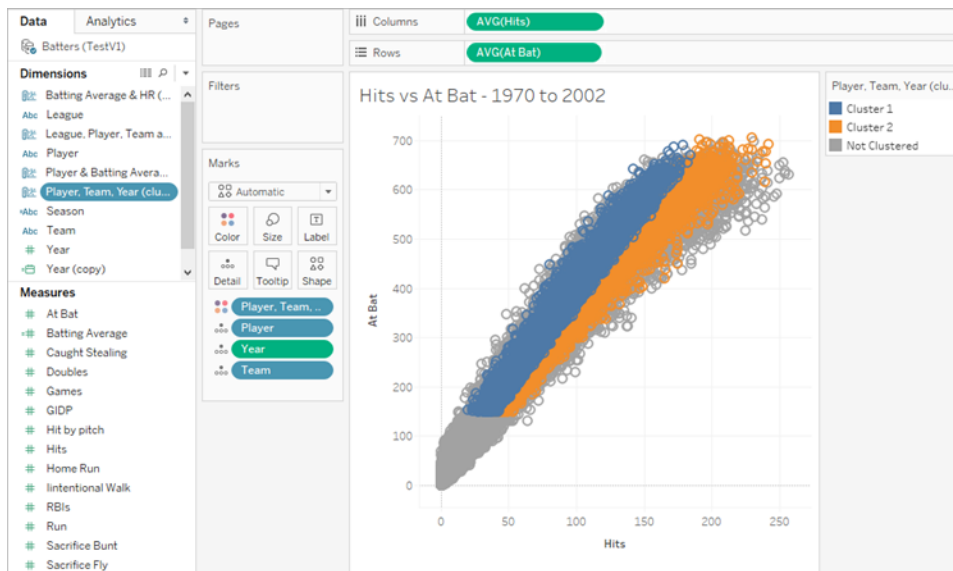 Data
Analytics
Batters (TestV1)
Dimensions
Batting Average & HR (...
Abc League
League, Player, Team a...
Abc Player
Player & Batting Avera...
Player, Team, Year (clu...
Abc Season
Abc Team
# Year
Year (copy)
Measures
# At Bat
# Batting Average
# Caught Stealing
# Doubles
# Games
# GIDP
# Hit by pitch
# Hits
# Home Run
# Iintentional Walk
# RBIs
# Run
# Sacrifice Bunt
# Sacrifice Fly
Pages
Filters
Marks
Automatic
Color
Size
Label
Detail
Tooltip
Shape
Player, Team, ..
Player
Year
Team
Columns
AVG(Hits)
Rows
AVG(At Bat)
Hits vs At Bat - 1970 to 2002
700
600
500
400
300
200
100
0
At Bat
0
50
100
150
200
250
Hits
Player, Team, Year (clu...
Cluster 1
Cluster 2
Not Clustered